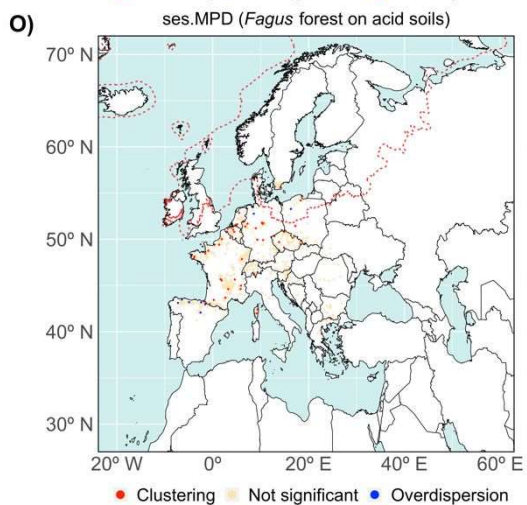 O)
ses.MPD (Fagus forest on acid soils)
70º N
60º N
50º N
40º N
30º N
20º W 0º 20º E 40º E 60º E
Clustering Not significant Overdispersion